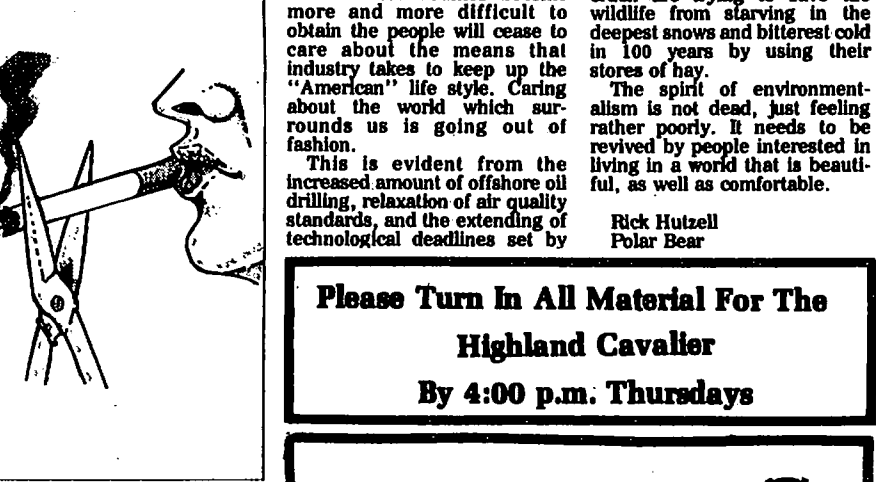 more and more difficult to
obtain the people will cease to
care about the means that
industry takes to keep up the
"American" life style. Caring
about the world which sur-
rounds us is going out of
fashion.
This is evident from the
increased amount of offshore oil
drilling, relaxation of air quality
standards, and the extending of
technological deadlines set by
wildlife from starving in the
deepest snows and bitterest cold
in 100 years by using their
stores of hay.
The spirit of environment-
alism is not dead, just feeling
rather poorly. It needs to be
revived by people interested in
living in a world that is beauti-
ful, as well as comfortable.
Rick Hutzell
Polar Bear
Please Turn In All Material For The
Highland Cavalier
By 4:00 p.m. Thursdays